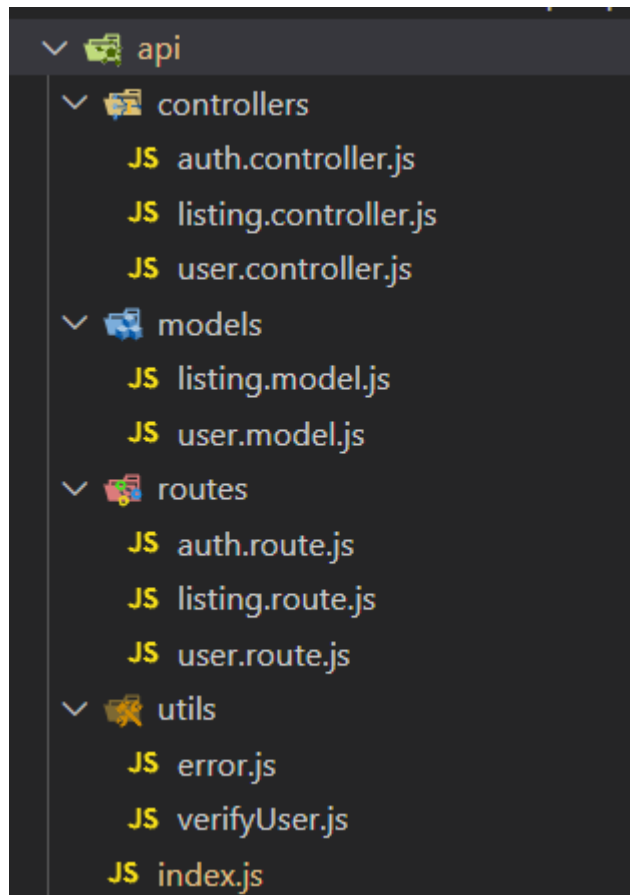 api
controllers
JS auth.controller.js
JS listing.controller.js
JS user.controller.js
models
JS listing.model.js
JS user.model.js
routes
JS auth.route.js
JS listing.route.js
JS user.route.js
utils
JS error.js
JS verifyUser.js
JS index.js